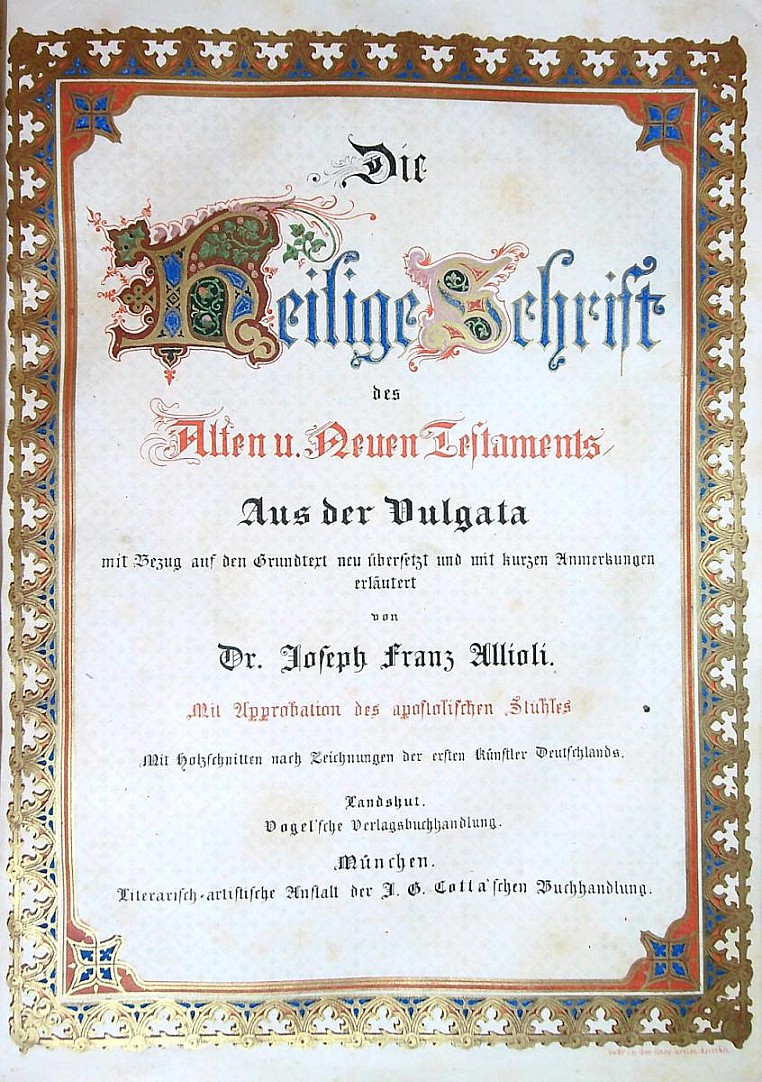 Die
Heilige Schrift
des
Alten u. Neuen Testaments
Aus der Vulgata
mit Bezug auf den Grundtext neu übersetzt und mit kurzen Anmerkungen
erläutert
von
Dr. Joseph Franz Allioli.
Mit Approbation des apostolischen Stuhles
Mit Holzschnitten nach Zeichnungen der ersten Künstler Deutschlands.
Landshut.
Vogel'sche Verlagsbuchhandlung.
München.
Literarisch-artistische Anstalt der J. G. Cotta'schen Buchhandlung.